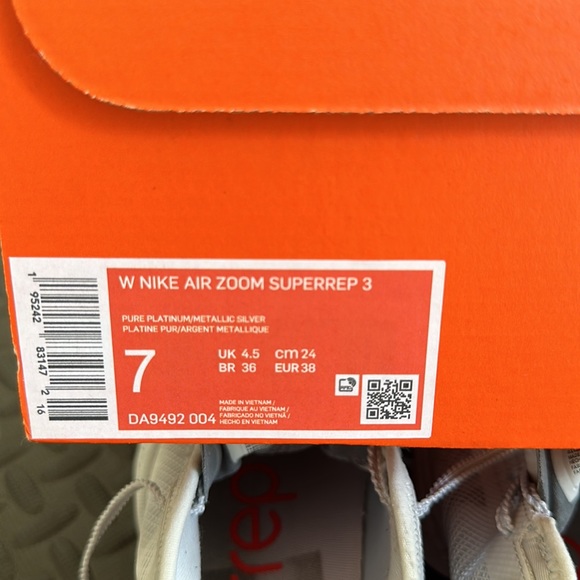 W NIKE AIR ZOOM SUPERREP 3
PURE PLATINUM/METALLIC SILVER
PLATINE PUR/ARGENT METALLIQUE
7
UK 4.5 cm 24
BR 36 EUR 38
DA9492 004
MADE IN VIETNAM /
FABRIQUE AU VIETNAM /
FABRICADO NO VIETNÃ /
HECHO EN VIETNAM
1 95242 83147 2 16
rep